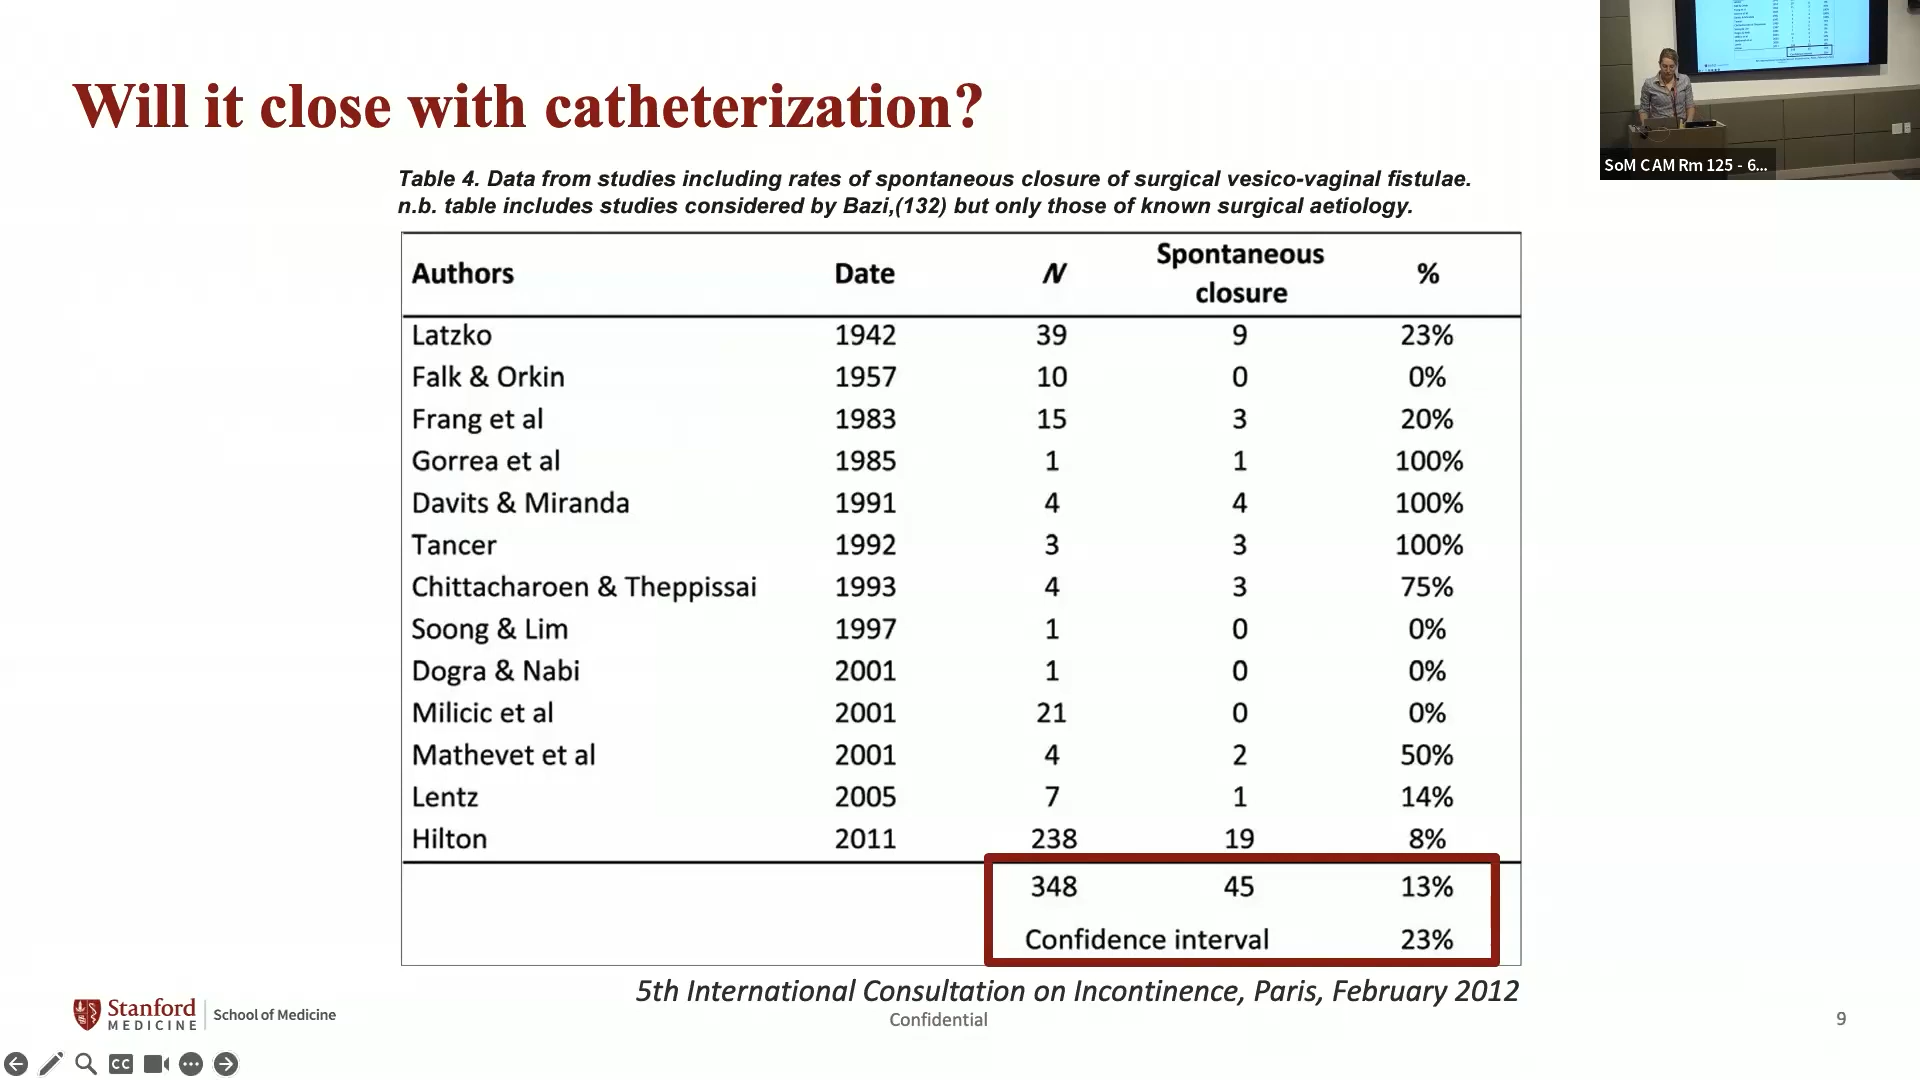 Will it close with catheterization?
SoM CAM Rm 125 - 6...
Table 4. Data from studies including rates of spontaneous closure of surgical vesico-vaginal fistulae.
n.b. table includes studies considered by Bazi,(132) but only those of known surgical aetiology.
Authors Date N Spontaneous closure %
Latzko 1942 39 9 23%
Falk & Orkin 1957 10 0 0%
Frang et al 1983 15 3 20%
Gorrea et al 1985 1 1 100%
Davits & Miranda 1991 4 4 100%
Tancer 1992 3 3 100%
Chittacharoen & Theppissai 1993 4 3 75%
Soong & Lim 1997 1 0 0%
Dogra & Nabi 2001 1 0 0%
Milicic et al 2001 21 0 0%
Mathevet et al 2001 4 2 50%
Lentz 2005 7 1 14%
Hilton 2011 238 19 8%
348 45 13%
Confidence interval 23%
5th International Consultation on Incontinence, Paris, February 2012
Stanford MEDICINE School of Medicine
Confidential
9
CC